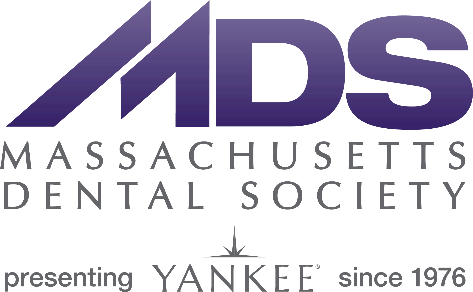 MDS
MASSACHUSETTS
DENTAL SOCIETY
presenting YANKEE® since 1976